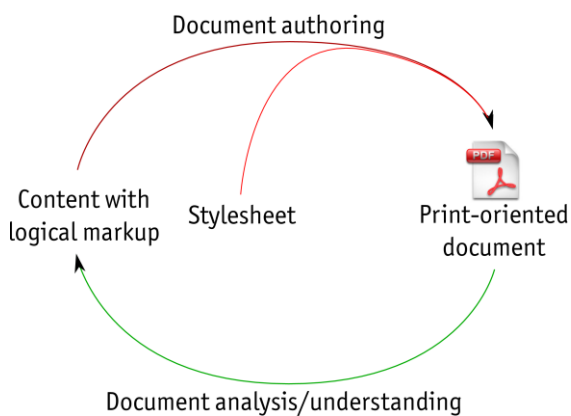 Document authoring
PDF
Content with
logical markup
Stylesheet
Print-oriented
document
Document analysis/understanding